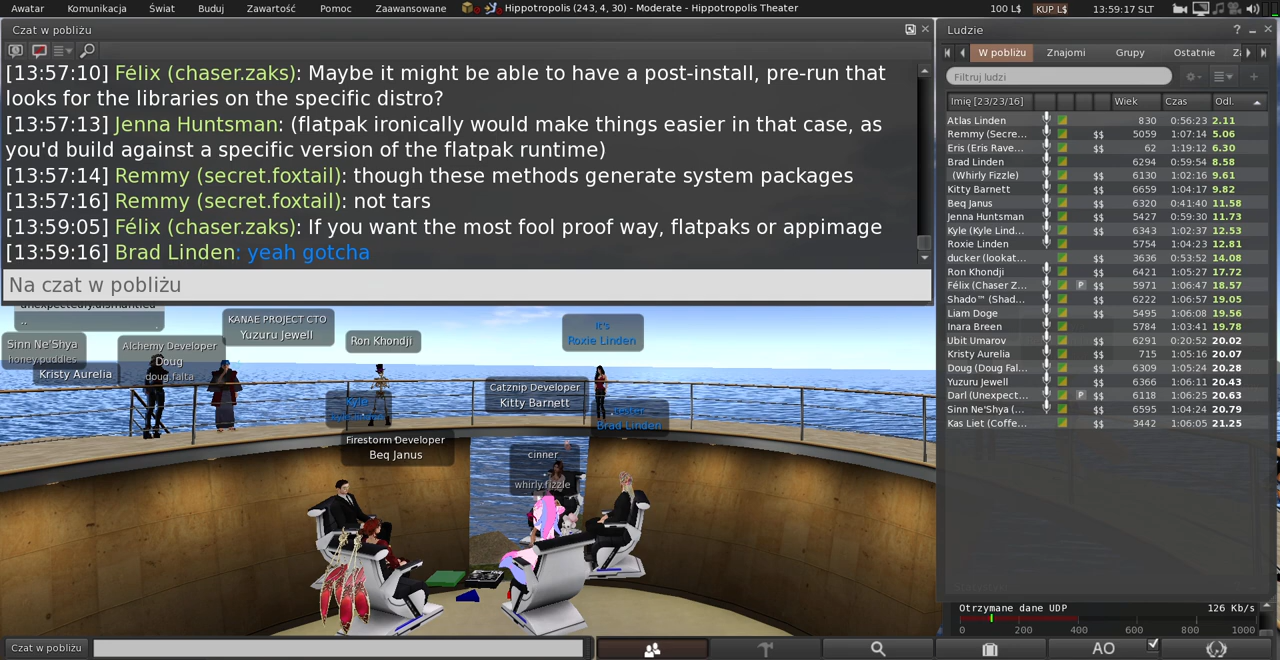 Awatar Komunikacja Świat Buduj Zawartość Pomoc Zaawansowane Hippotropolis (243, 4, 30) - Moderate - Hippotropolis Theater 100 L$ KUP L$ 13:59:17 SLT
Czat w pobliżu
[13:57:10] Félix (chaser.zaks): Maybe it might be able to have a post-install, pre-run that
looks for the libraries on the specific distro?
[13:57:13] Jenna Huntsman: (flatpak ironically would make things easier in that case, as
you'd build against a specific version of the flatpak runtime)
[13:57:14] Remmy (secret.foxtail): though these methods generate system packages
[13:57:16] Remmy (secret.foxtail): not tars
[13:59:05] Félix (chaser.zaks): If you want the most fool proof way, flatpaks or appimage
[13:59:16] Brad Linden: yeah gotcha
Na czat w pobliżu
unexpectedly.dismantled
..
Sinn Ne'Shya
honey.puddles
Kristy Aurelia
Alchemy Developer
Doug
doug.falta
KANAE PROJECT CTO
Yuzuru Jewell
Ron Khondji
It's
Roxie Linden
Kyle
Catznip Developer
Kitty Barnett
tester
Brad Linden
Firestorm Developer
Beq Janus
cinner
whirly.fizzle
Ludzie
W pobliżu Znajomi Grupy Ostatnie Za
Filtruj ludzi
Imię [23/23/16] Wiek Czas Odl.
Atlas Linden 830 0:56:23 2.11
Remmy (Secre... $$ 5059 1:07:14 5.06
Eris (Eris Rave... $$ 62 1:19:12 6.30
Brad Linden 6294 0:59:54 8.58
(Whirly Fizzle) $$ 6130 1:02:16 9.61
Kitty Barnett $$ 6659 1:04:17 9.82
Beq Janus $$ 6320 0:41:40 11.58
Jenna Huntsman $$ 5427 0:59:30 11.73
Kyle (Kyle Lind... $$ 6343 1:02:37 12.53
Roxie Linden 5754 1:04:23 12.81
ducker (lookat... $$ 3636 0:53:52 14.08
Ron Khondji $$ 6421 1:05:27 17.72
Félix (Chaser Z... P $$ 5971 1:06:47 18.57
Shado™ (Shad... $$ 6222 1:06:57 19.05
Liam Doge $$ 5495 1:06:08 19.56
Inara Breen $$ 5784 1:03:41 19.78
Ubit Umarov $$ 6291 0:20:52 20.02
Kristy Aurelia $$ 715 1:05:16 20.07
Doug (Doug Fal... $$ 6309 1:05:24 20.28
Yuzuru Jewell $$ 6366 1:06:11 20.43
Darl (Unexpect... P $$ 6118 1:06:25 20.63
Sinn Ne'Shya (... $$ 6595 1:04:24 20.79
Kas Liet (Coffe... $$ 3442 1:06:05 21.25
Otrzymane dane UDP 126 Kb/s
0 200 400 600 800 1000
Czat w pobliżu AO